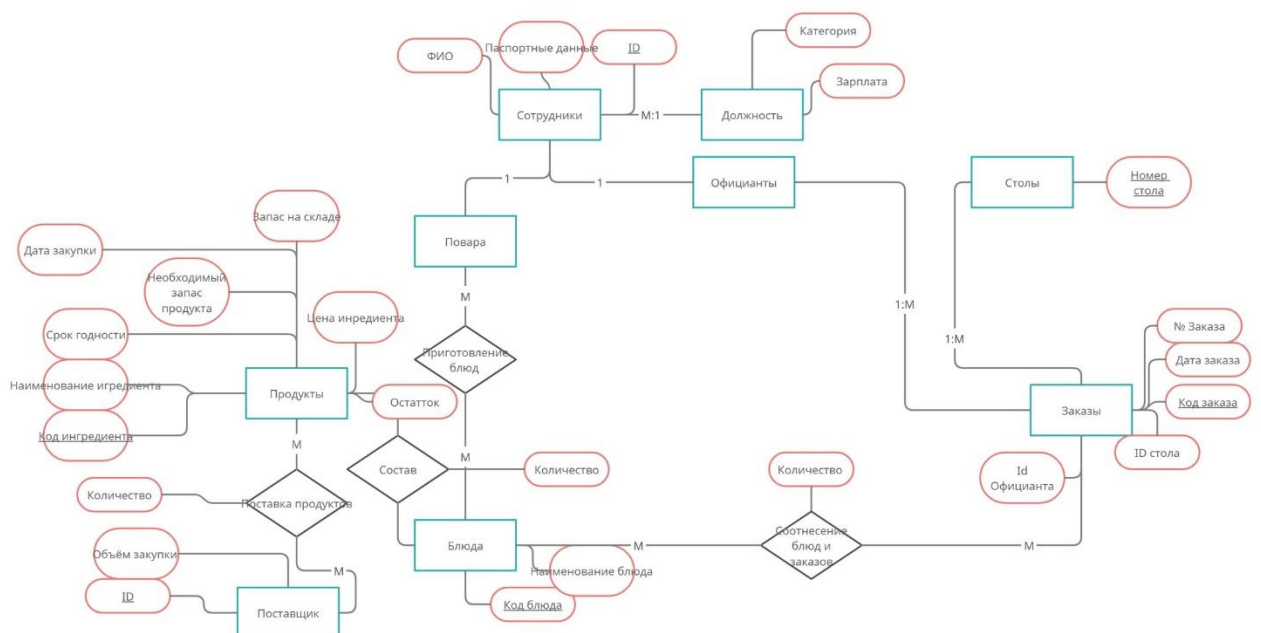 Категория
Паспортные данные
ID
ФИО
Зарплата
Сотрудники
M:1
Должность
Номер
стола
1
1
Официанты
Столы
Запас на складе
Повара
Дата закупки
Необходимый
запас
продукта
M
1:M
Цена инредиента
№ Заказа
Срок годности
1:M
Приготовление
блюд
Дата заказа
Наименование игредиента
Продукты
Остатток
Код заказа
Заказы
Код ингредиента
M
M
ID стола
Состав
Количество
Количество
Id
Официанта
Количество
Поставка продуктов
Соотнесение
блюд и
заказов
Блюда
M
M
Объём закупки
M
Наименование блюда
ID
Код блюда
Поставщик